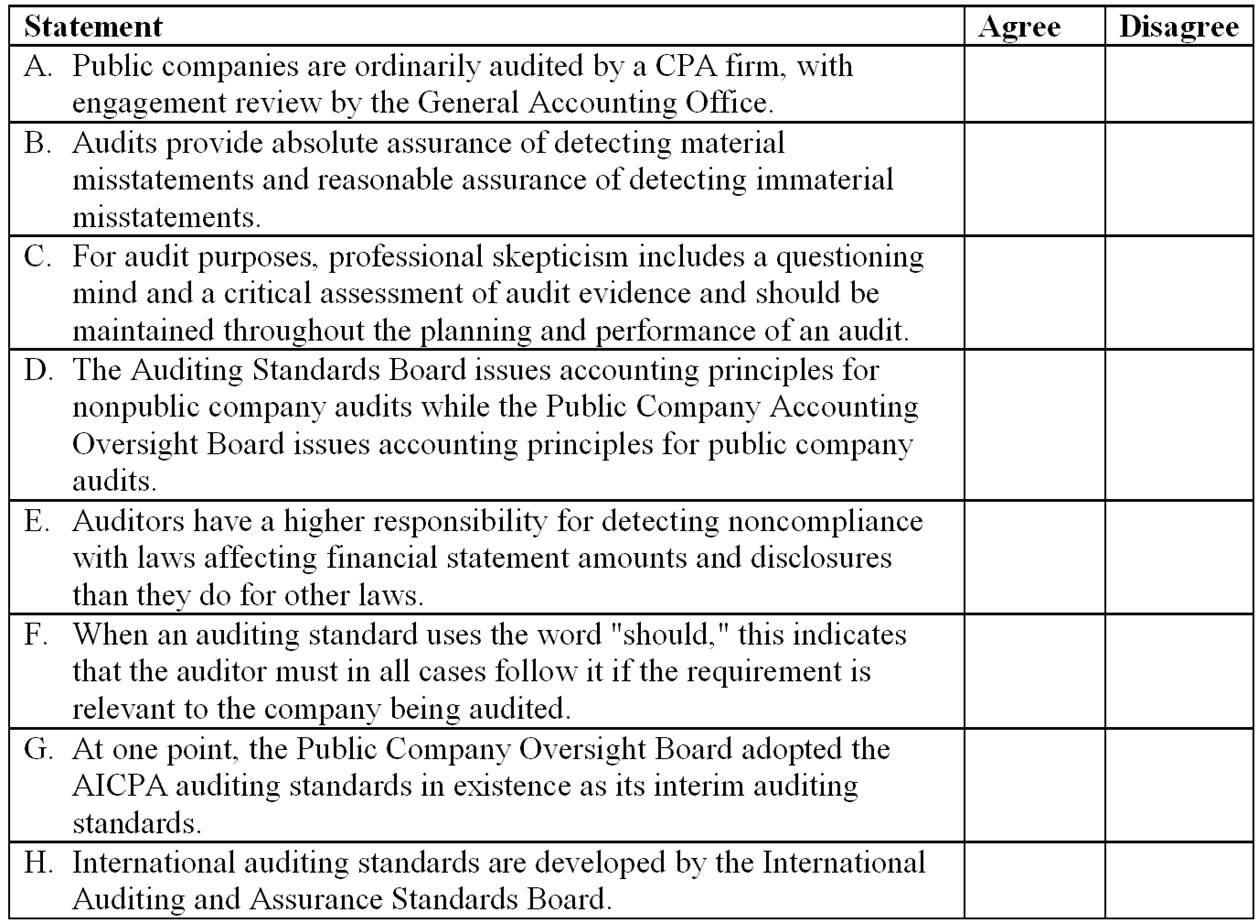 Statement Agree Disagree
A. Public companies are ordinarily audited by a CPA firm, with
engagement review by the General Accounting Office.
B. Audits provide absolute assurance of detecting material
misstatements and reasonable assurance of detecting immaterial
misstatements.
C. For audit purposes, professional skepticism includes a questioning
mind and a critical assessment of audit evidence and should be
maintained throughout the planning and performance of an audit.
D. The Auditing Standards Board issues accounting principles for
nonpublic company audits while the Public Company Accounting
Oversight Board issues accounting principles for public company
audits.
E. Auditors have a higher responsibility for detecting noncompliance
with laws affecting financial statement amounts and disclosures
than they do for other laws.
F. When an auditing standard uses the word "should," this indicates
that the auditor must in all cases follow it if the requirement is
relevant to the company being audited.
G. At one point, the Public Company Oversight Board adopted the
AICPA auditing standards in existence as its interim auditing
standards.
H. International auditing standards are developed by the International
Auditing and Assurance Standards Board.